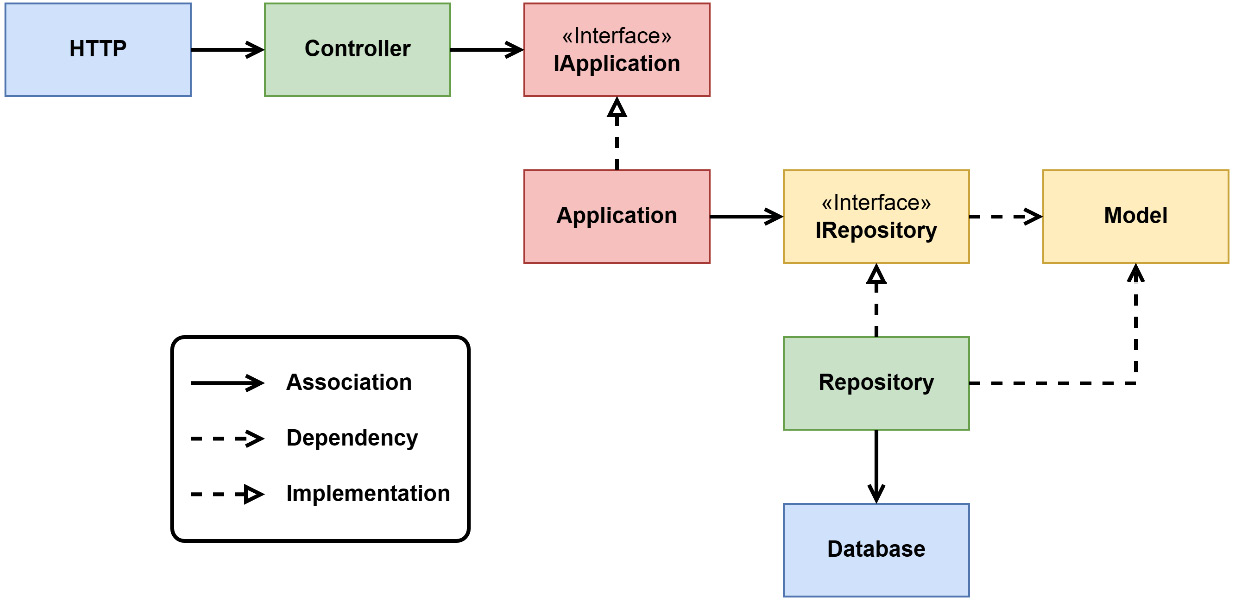 HTTP
Controller
«Interface»
IApplication
Application
«Interface»
IRepository
Model
Repository
Database
Association
Dependency
Implementation